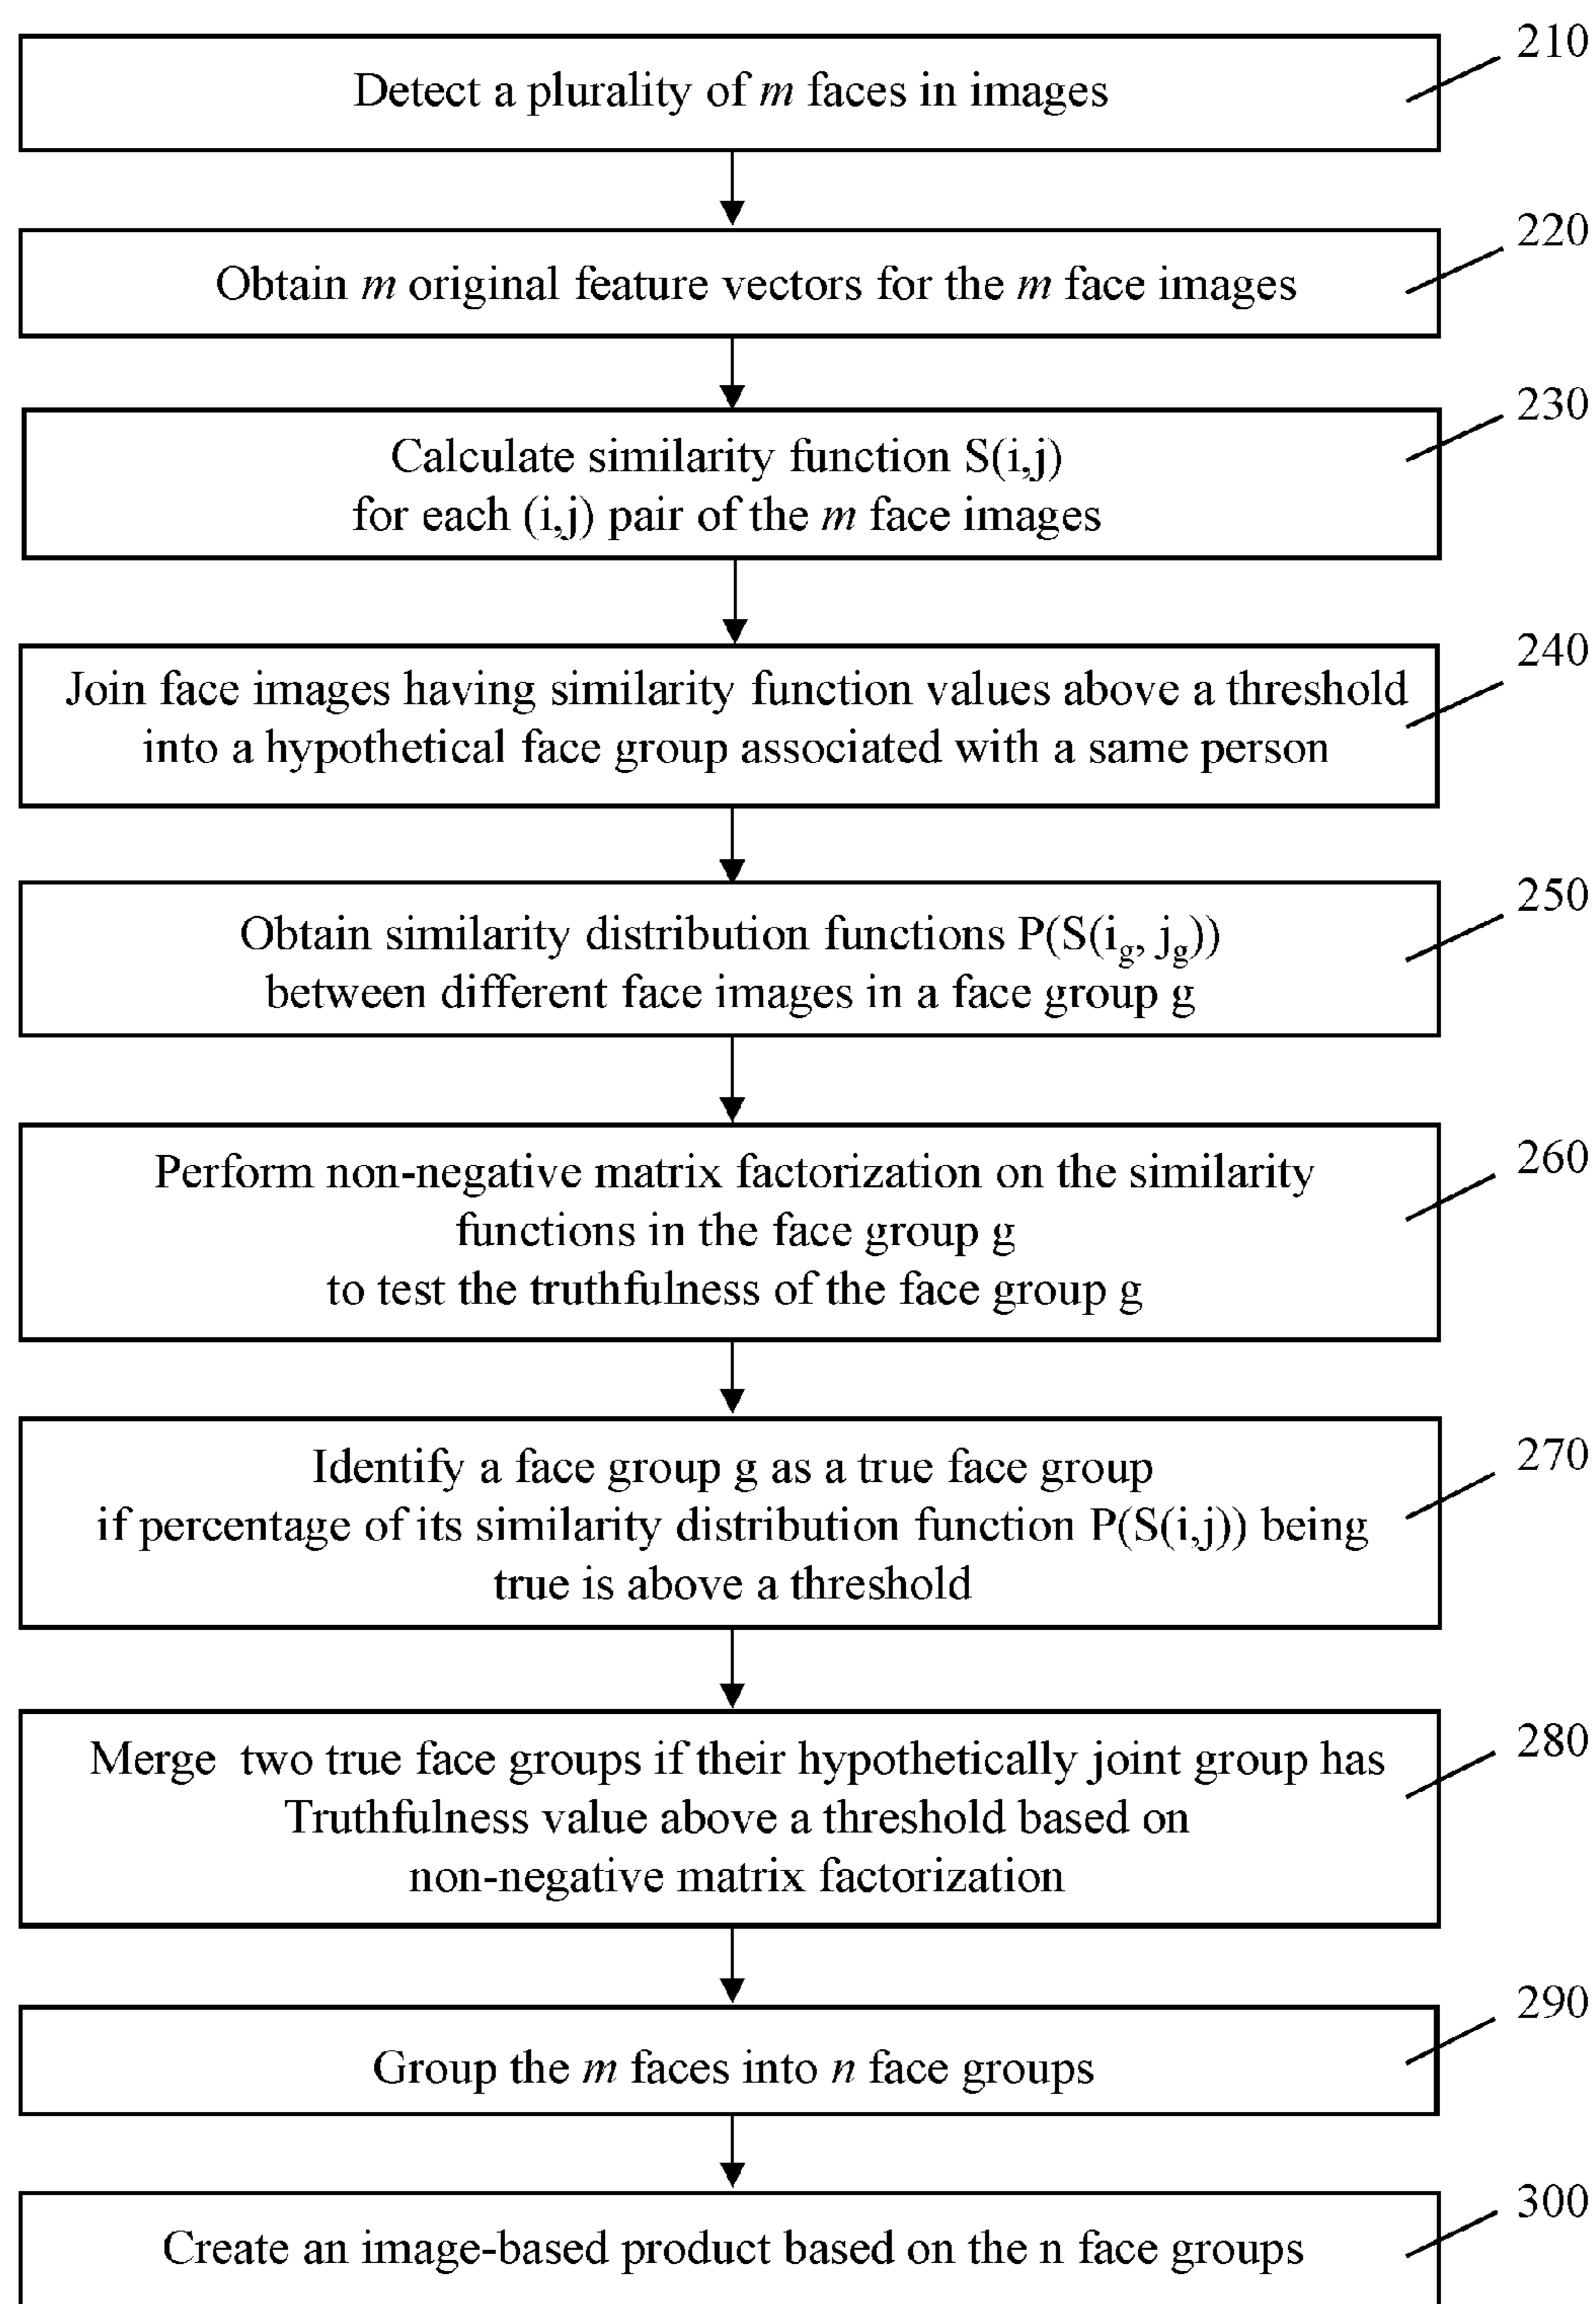 210
Detect a plurality of m faces in images
220
Obtain m original feature vectors for the m face images
230
Calculate similarity function S(i,j)
for each (i,j) pair of the m face images
240
Join face images having similarity function values above a threshold
into a hypothetical face group associated with a same person
250
Obtain similarity distribution functions P(S(i_g, j_g))
between different face images in a face group g
260
Perform non-negative matrix factorization on the similarity
functions in the face group g
to test the truthfulness of the face group g
270
Identify a face group g as a true face group
if percentage of its similarity distribution function P(S(i,j)) being
true is above a threshold
280
Merge two true face groups if their hypothetically joint group has
Truthfulness value above a threshold based on
non-negative matrix factorization
290
Group the m faces into n face groups
300
Create an image-based product based on the n face groups